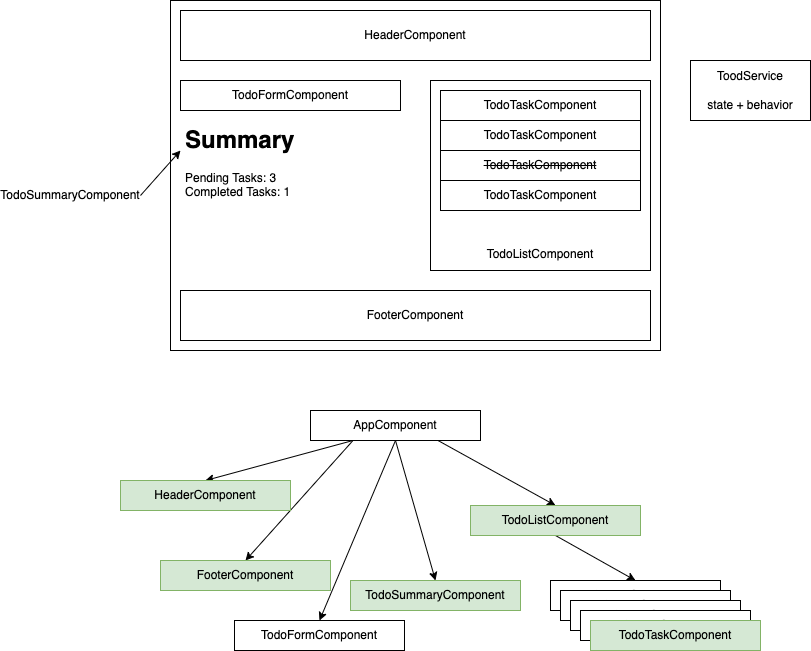 HeaderComponent
ToodService
state + behavior
TodoFormComponent
TodoTaskComponent
TodoTaskComponent
TodoTaskComponent
TodoTaskComponent
TodoListComponent
Summary
Pending Tasks: 3
Completed Tasks: 1
TodoSummaryComponent
FooterComponent
AppComponent
HeaderComponent
TodoListComponent
FooterComponent
TodoSummaryComponent
TodoFormComponent
TodoTaskComponent